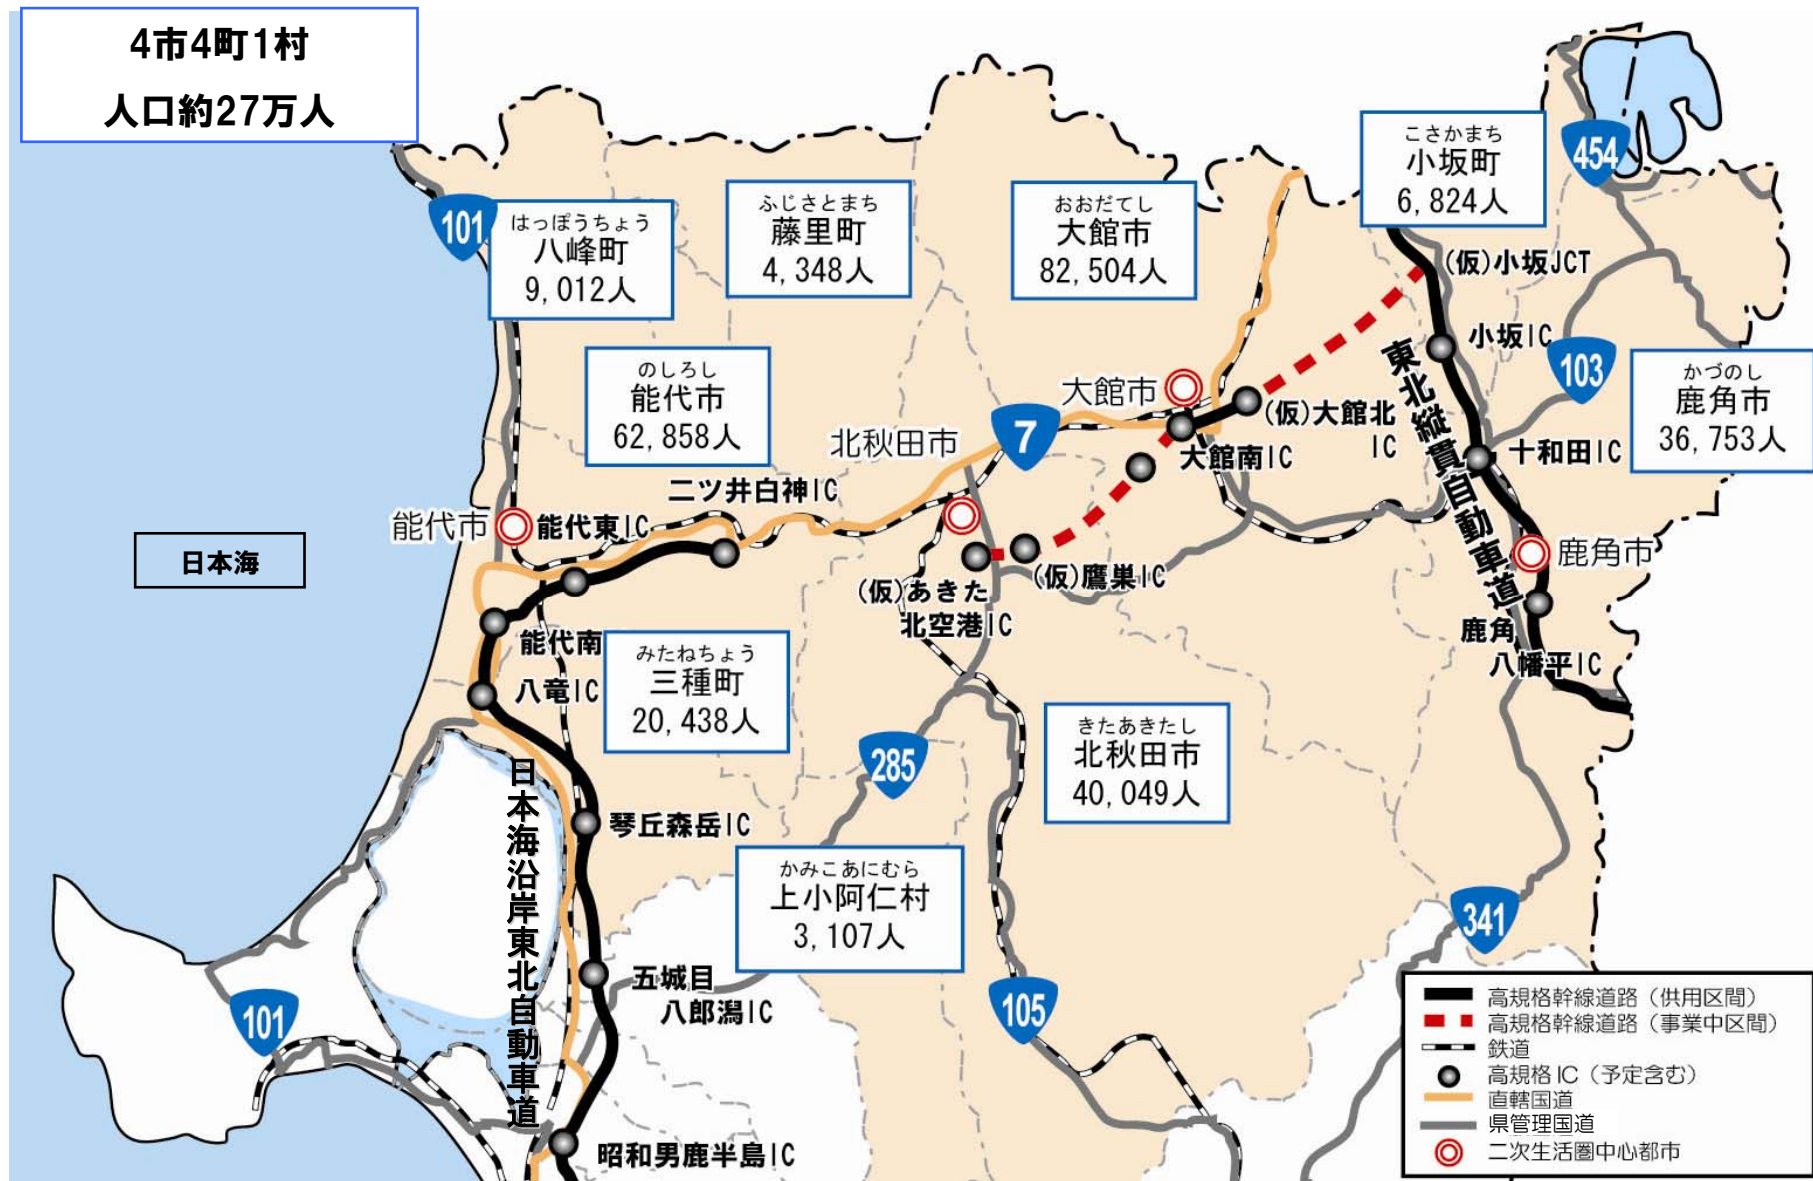 4市4町1村
人口約27万人
こさかまち
小坂町
6,824人
454
ふじさとまち
藤里町
4,348人
おおだてし
大館市
82,504人
101
はっぽうちょう
八峰町
9,012人
(仮)小坂JCT
小坂IC
103
かづのし
鹿角市
36,753人
のしろし
能代市
62,858人
大館市
(仮)大館北
IC
東北縦貫自動車道
7
北秋田市
大館南IC
十和田IC
二ツ井白神IC
能代市
能代東IC
鹿角市
日本海
(仮)あきた
北空港IC
(仮)鷹巣IC
能代南
鹿角
八幡平IC
みたねちょう
三種町
20,438人
八竜IC
きたあきたし
北秋田市
40,049人
285
日本海沿岸東北自動車道
琴丘森岳IC
かみこあにむら
上小阿仁村
3,107人
341
五城目
八郎潟IC
101
105
昭和男鹿半島IC
高規格幹線道路（供用区間）
高規格幹線道路（事業中区間）
鉄道
高規格IC（予定含む）
直轄国道
県管理国道
二次生活圏中心都市